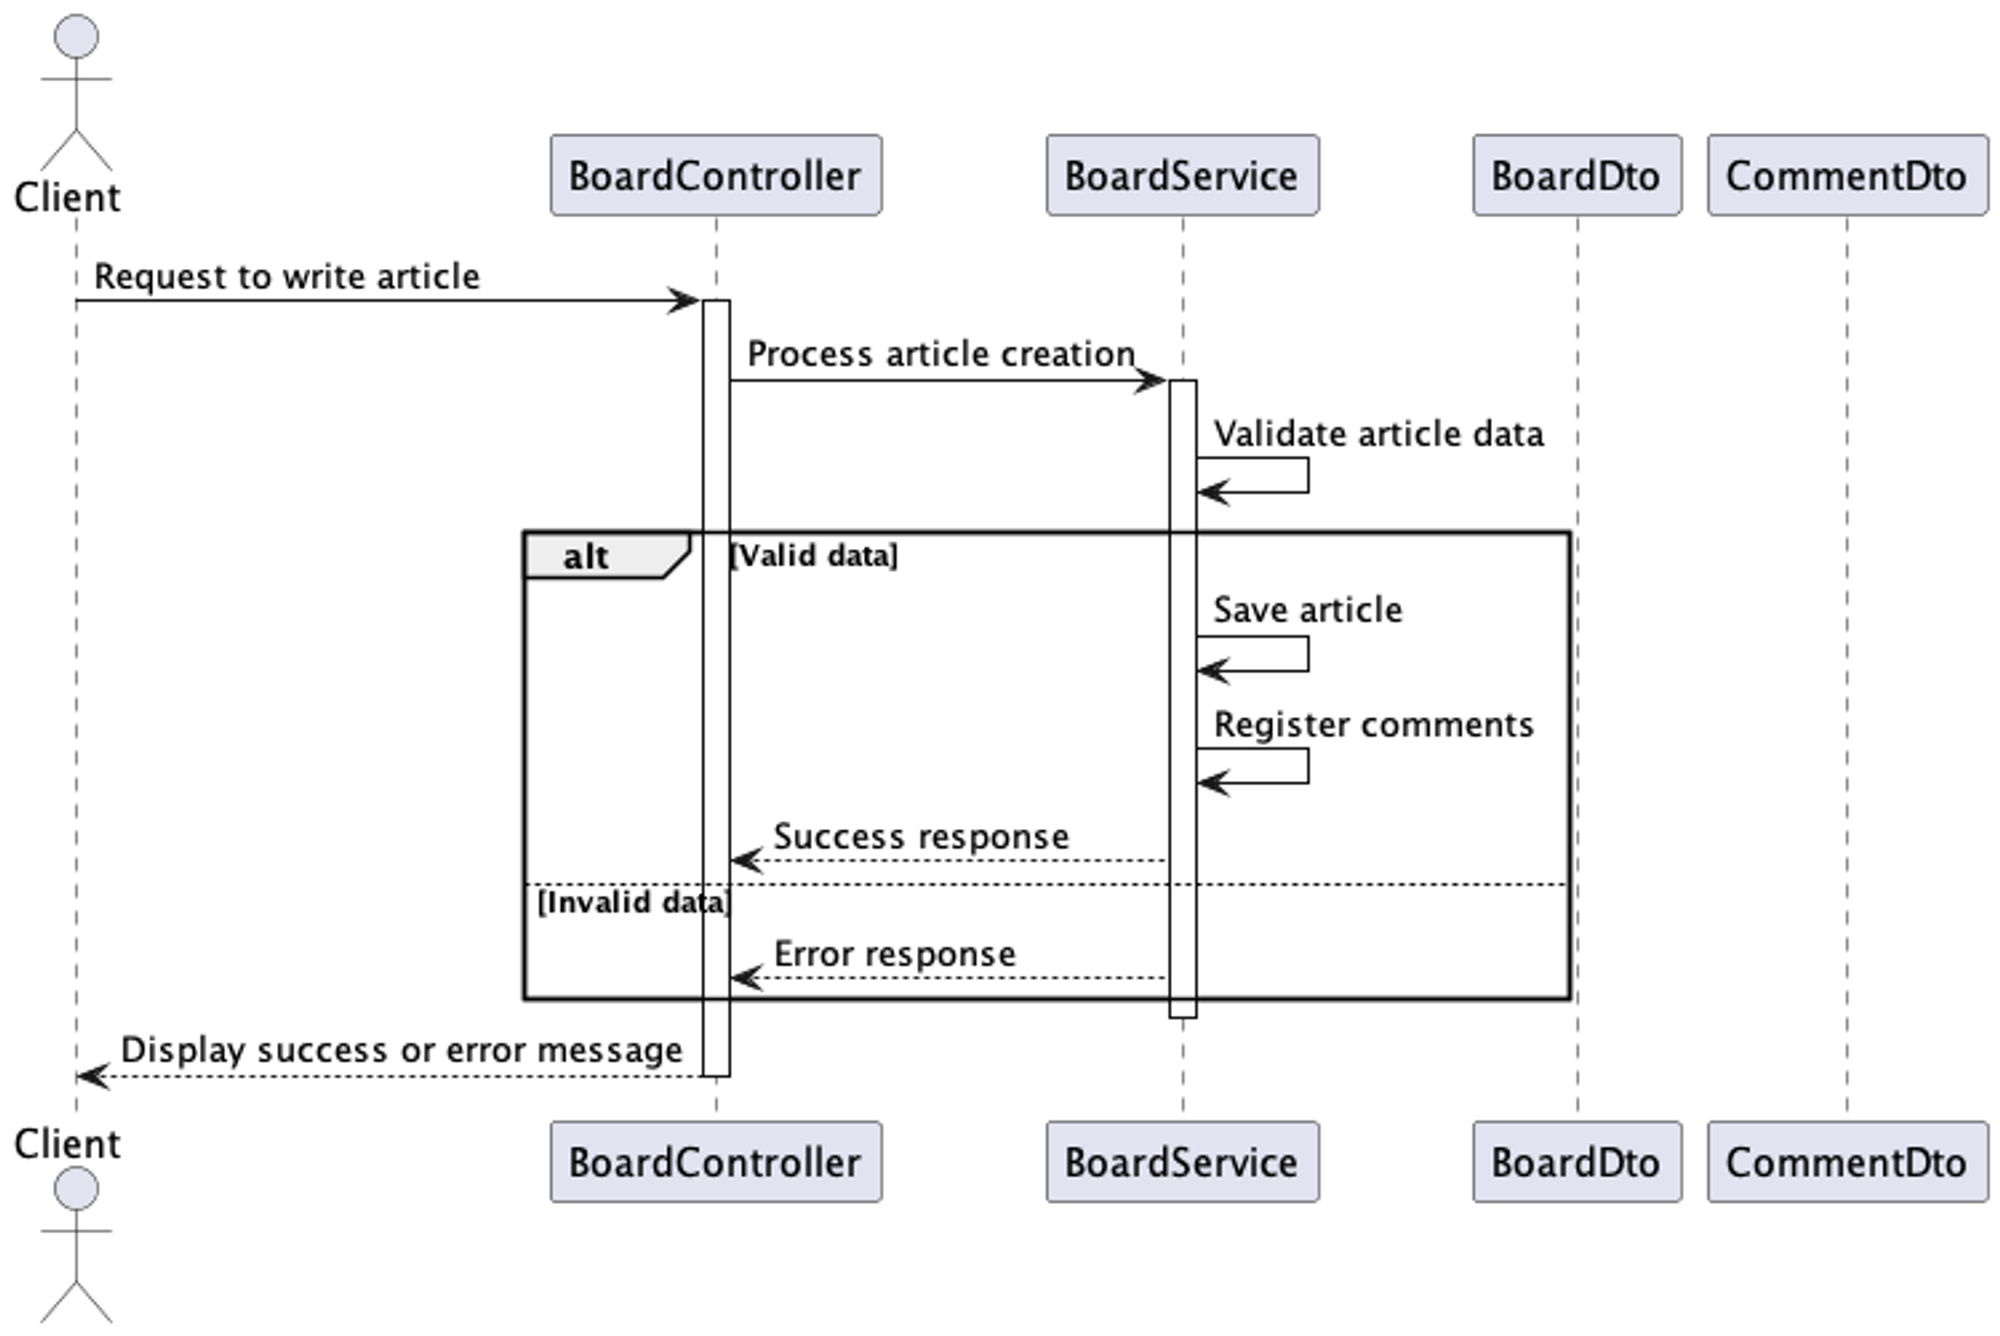 Client
BoardController
BoardService
BoardDto
CommentDto
Request to write article
Process article creation
Validate article data
alt
[Valid data]
Save article
Register comments
Success response
[Invalid data]
Error response
Display success or error message
Client
BoardController
BoardService
BoardDto
CommentDto